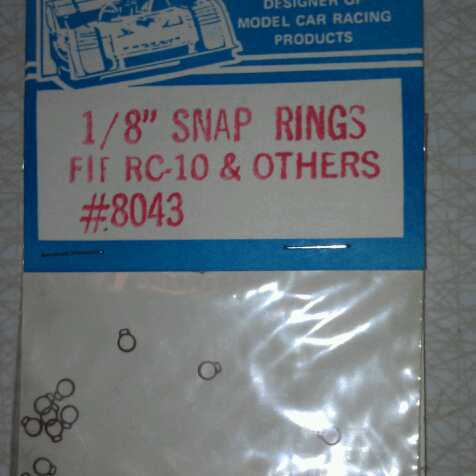 DESIGNER OF
MODEL CAR RACING
PRODUCTS
1/8" SNAP RINGS
FIT RC-10 & OTHERS
#8043